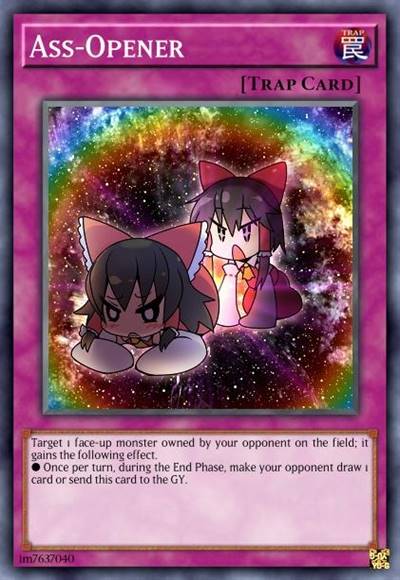 Ass-Opener
TRAP
罠
[Trap Card]
Target 1 face-up monster owned by your opponent on the field; it
gains the following effect.
● Once per turn, during the End Phase, make your opponent draw 1
card or send this card to the GY.
im7637040